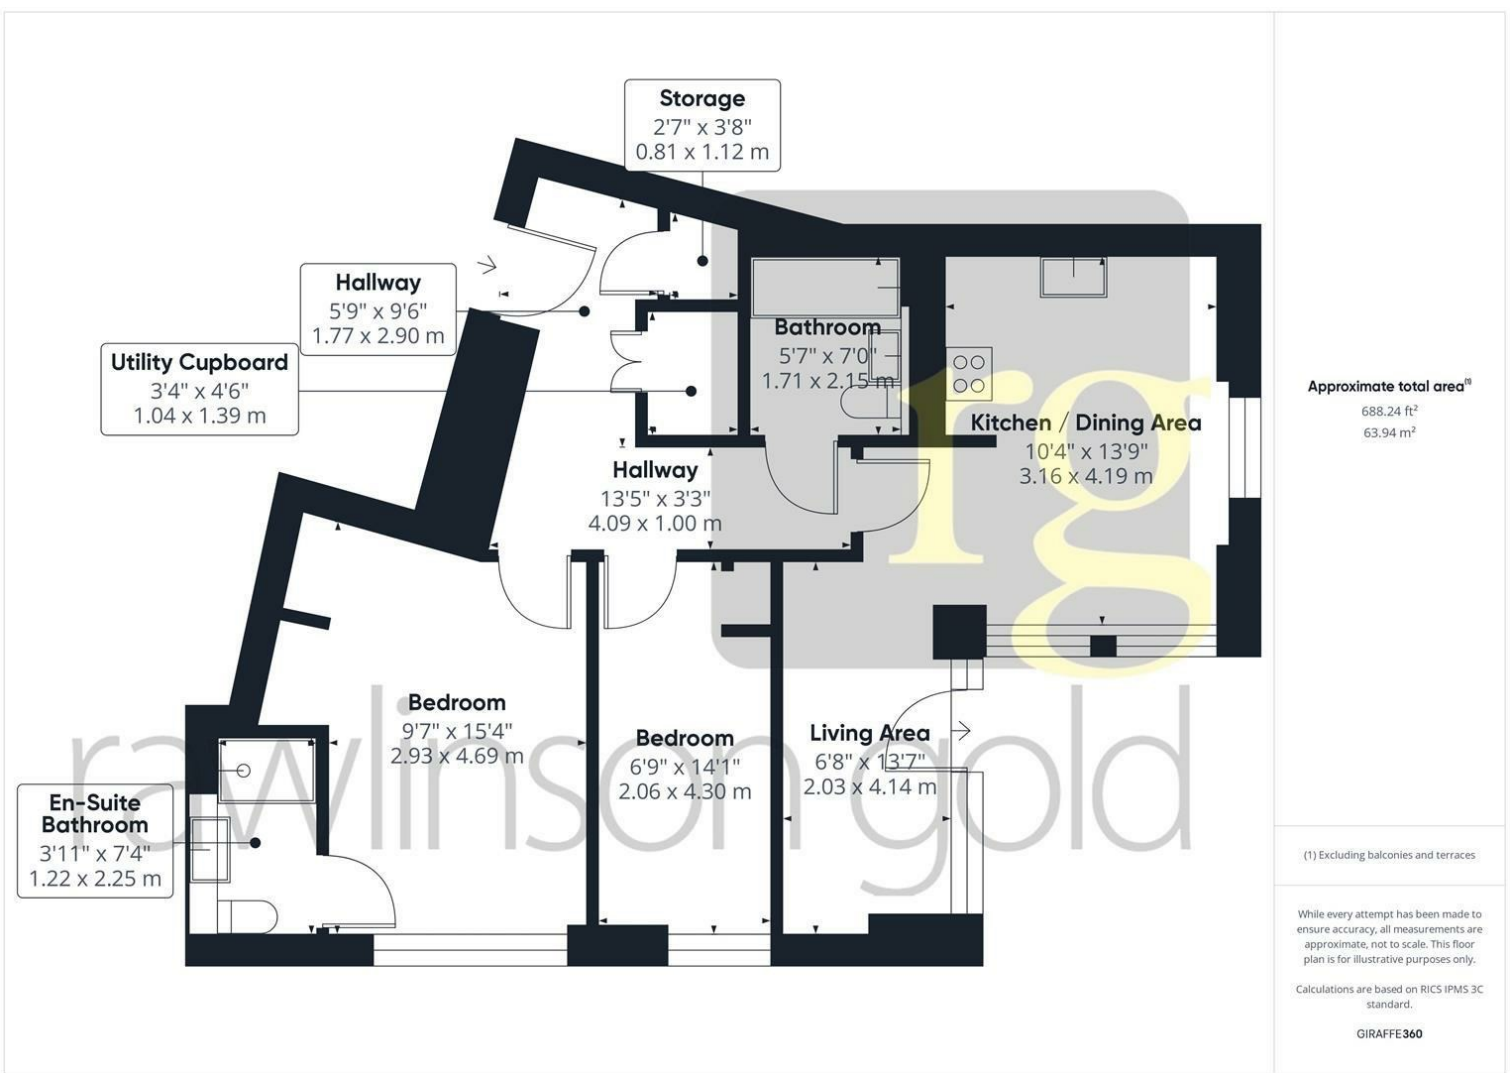 Storage
2'7" x 3'8"
0.81 x 1.12 m
Hallway
5'9" x 9'6"
1.77 x 2.90 m
Utility Cupboard
3'4" x 4'6"
1.04 x 1.39 m
Bathroom
5'7" x 7'0"
1.71 x 2.15 m
Kitchen / Dining Area
10'4" x 13'9"
3.16 x 4.19 m
Hallway
13'5" x 3'3"
4.09 x 1.00 m
Bedroom
9'7" x 15'4"
2.93 x 4.69 m
Bedroom
6'9" x 14'1"
2.06 x 4.30 m
Living Area
6'8" x 13'7"
2.03 x 4.14 m
En-Suite
Bathroom
3'11" x 7'4"
1.22 x 2.25 m
rg
rawlinson gold
Approximate total area⁽¹⁾
688.24 ft²
63.94 m²
(1) Excluding balconies and terraces
While every attempt has been made to
ensure accuracy, all measurements are
approximate, not to scale. This floor
plan is for illustrative purposes only.
Calculations are based on RICS IPMS 3C
standard.
GIRAFFE360